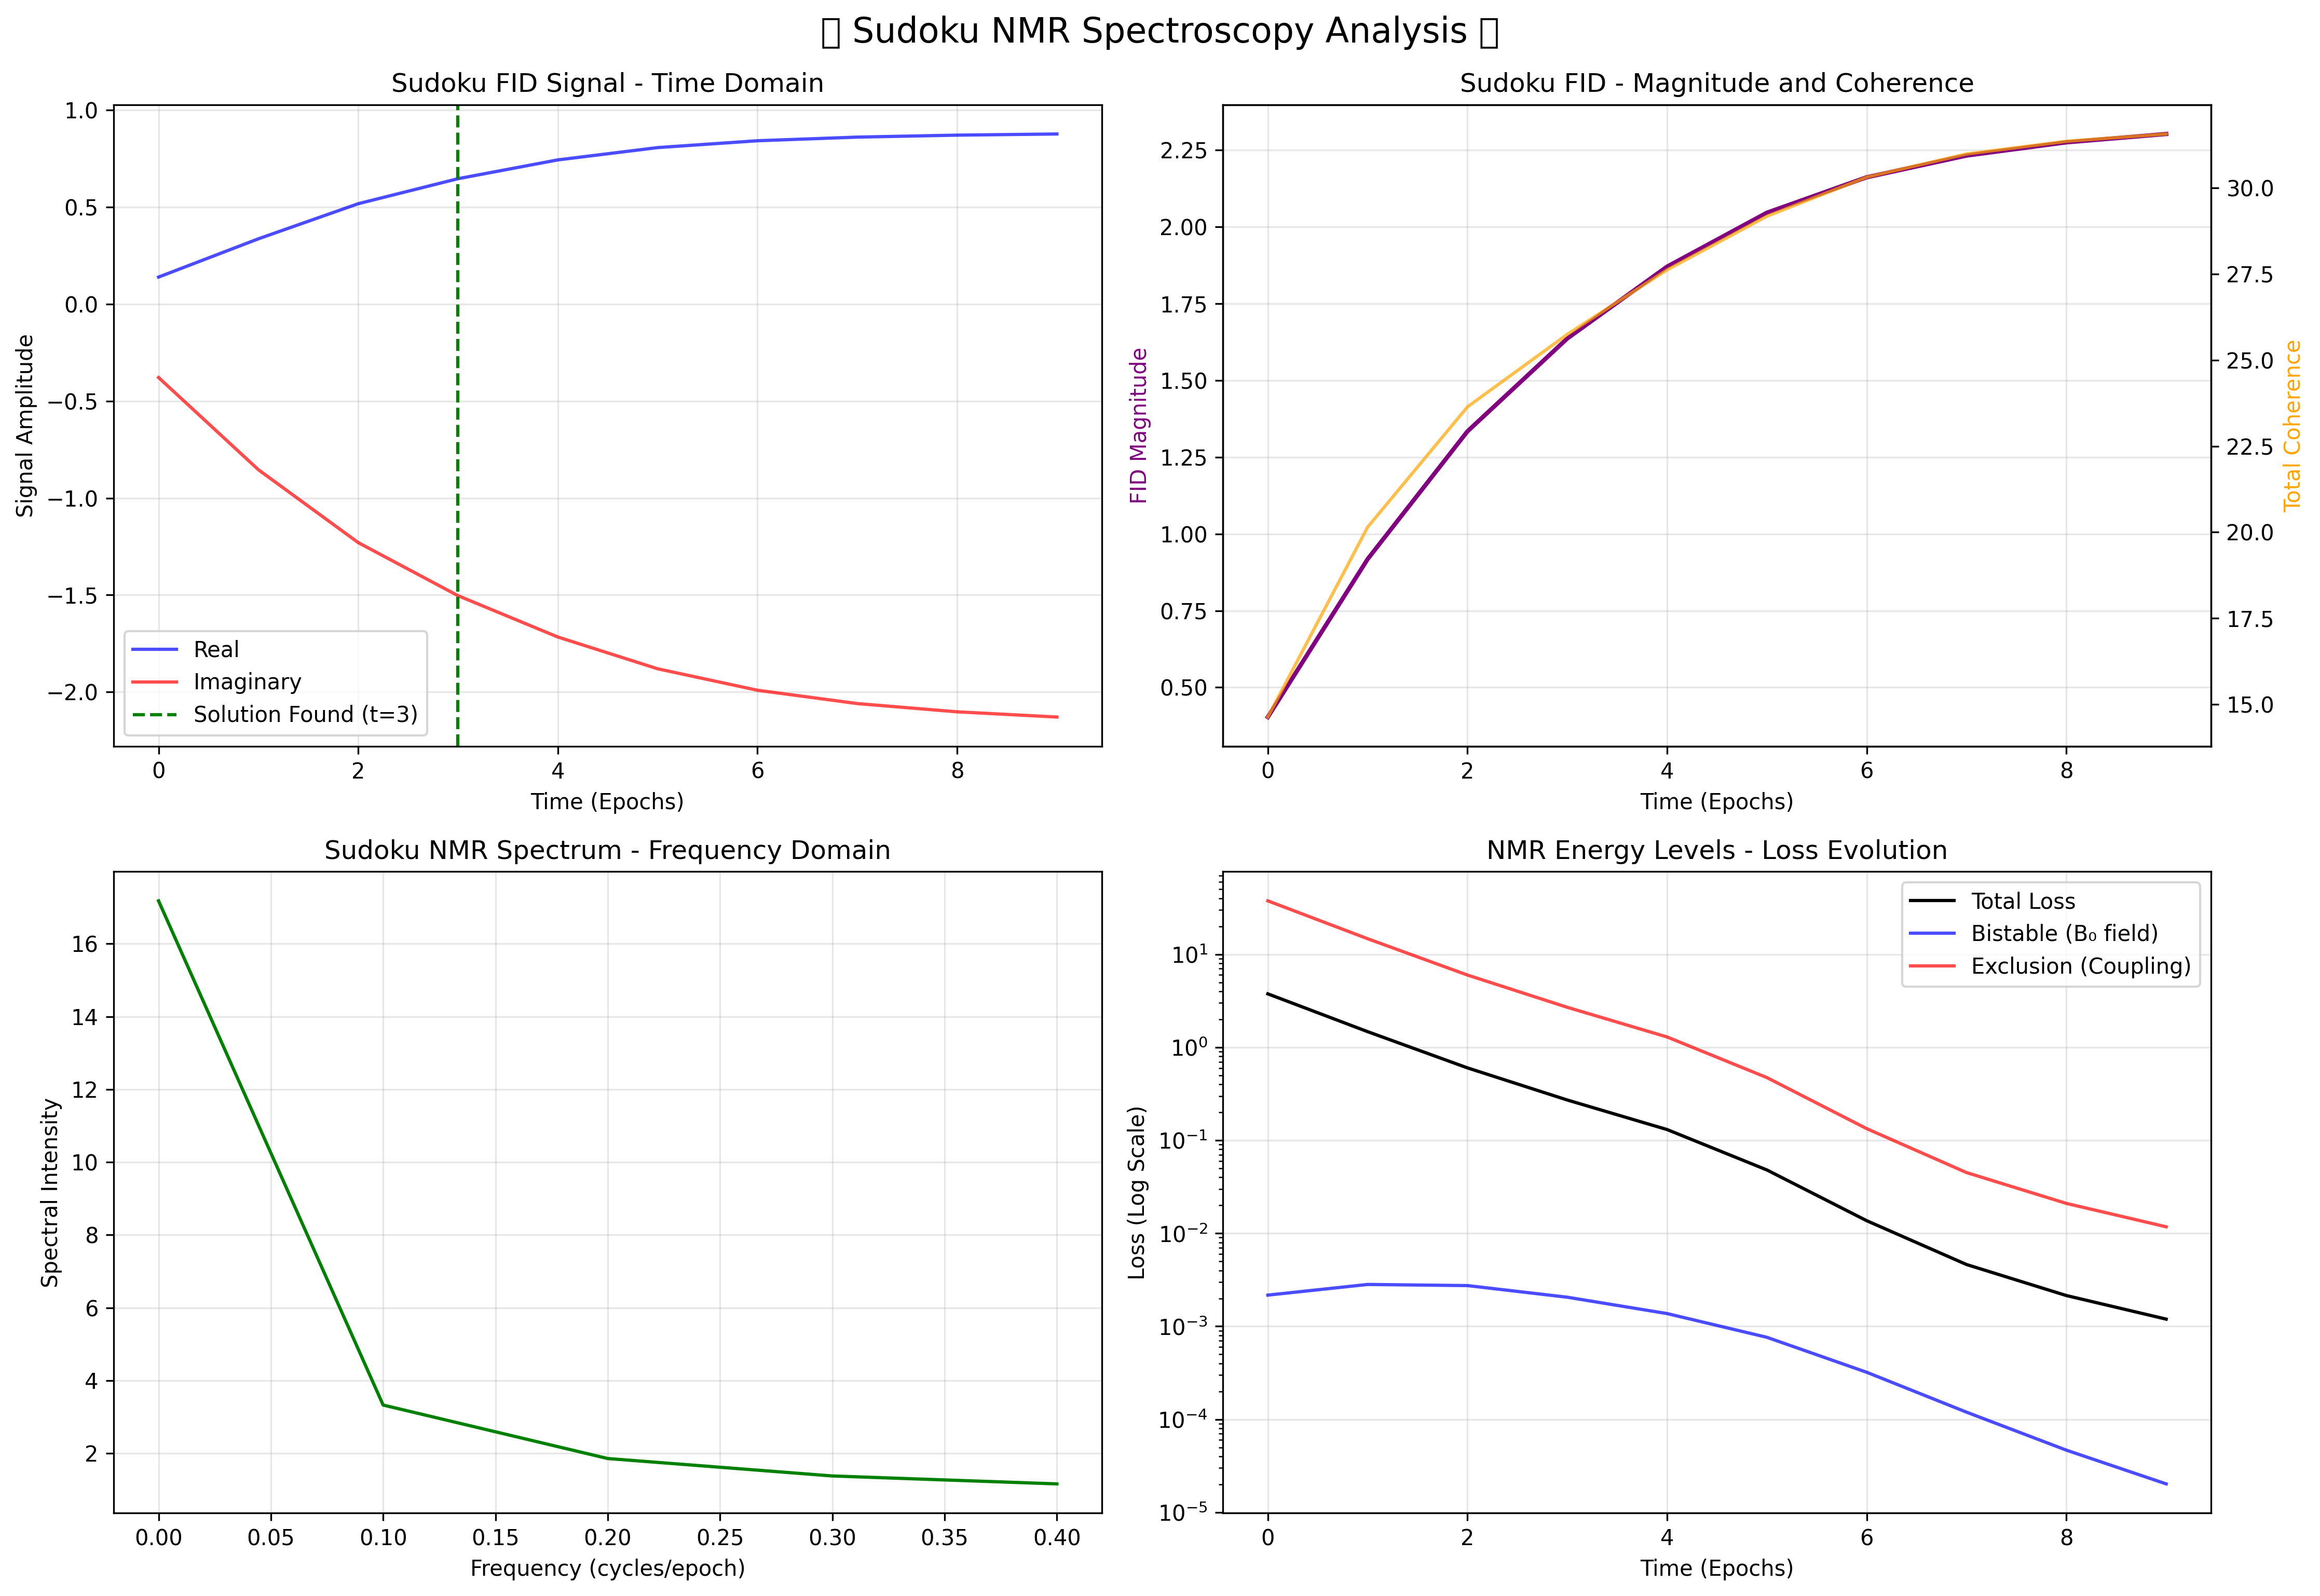 Sudoku NMR Spectroscopy Analysis
Sudoku FID Signal - Time Domain
1.0
0.5
0.0
−0.5
−1.0
−1.5
−2.0
Signal Amplitude
Real
Imaginary
Solution Found (t=3)
0 2 4 6 8
Time (Epochs)
Sudoku FID - Magnitude and Coherence
2.25
2.00
1.75
1.50
1.25
1.00
0.75
0.50
FID Magnitude
30.0
27.5
25.0
22.5
20.0
17.5
15.0
Total Coherence
0 2 4 6 8
Time (Epochs)
Sudoku NMR Spectrum - Frequency Domain
16
14
12
10
8
6
4
2
Spectral Intensity
0.00 0.05 0.10 0.15 0.20 0.25 0.30 0.35 0.40
Frequency (cycles/epoch)
NMR Energy Levels - Loss Evolution
Total Loss
Bistable (B₀ field)
Exclusion (Coupling)
10¹
10⁰
10⁻¹
10⁻²
10⁻³
10⁻⁴
10⁻⁵
Loss (Log Scale)
0 2 4 6 8
Time (Epochs)